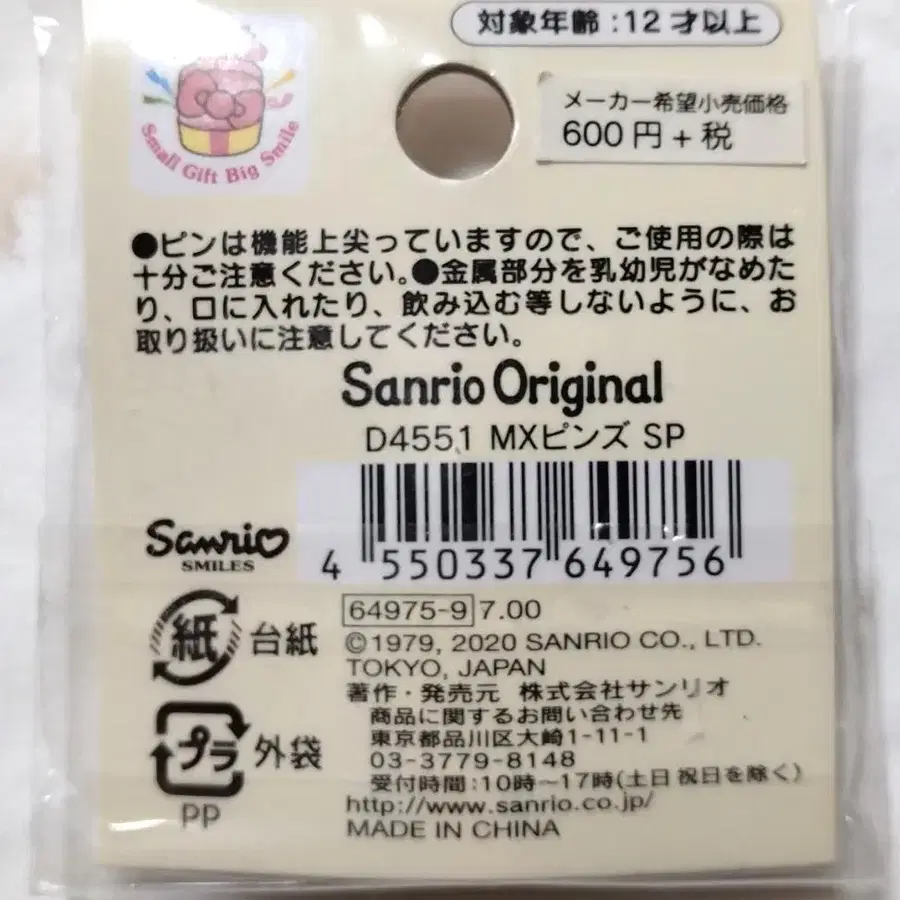 対象年齢:12才以上
メーカー希望小売価格
600円+税
Small Gift Big Smile
●ピンは機能上尖っていますので、ご使用の際は
十分ご注意ください。●金属部分を乳幼児がなめた
り、口に入れたり、飲み込む等しないように、お
取り扱いに注意してください。
Sanrio Original
D4551 MXピンズ SP
4 550337 649756
Sanrio
SMILES
64975-9 7.00
©1979, 2020 SANRIO CO., LTD.
TOKYO, JAPAN
著作・発売元 株式会社サンリオ
商品に関するお問い合わせ先
東京都品川区大崎1-11-1
03-3779-8148
受付時間:10時〜17時(土日祝日を除く)
http://www.sanrio.co.jp/
MADE IN CHINA
紙 台紙
プラ 外袋
PP